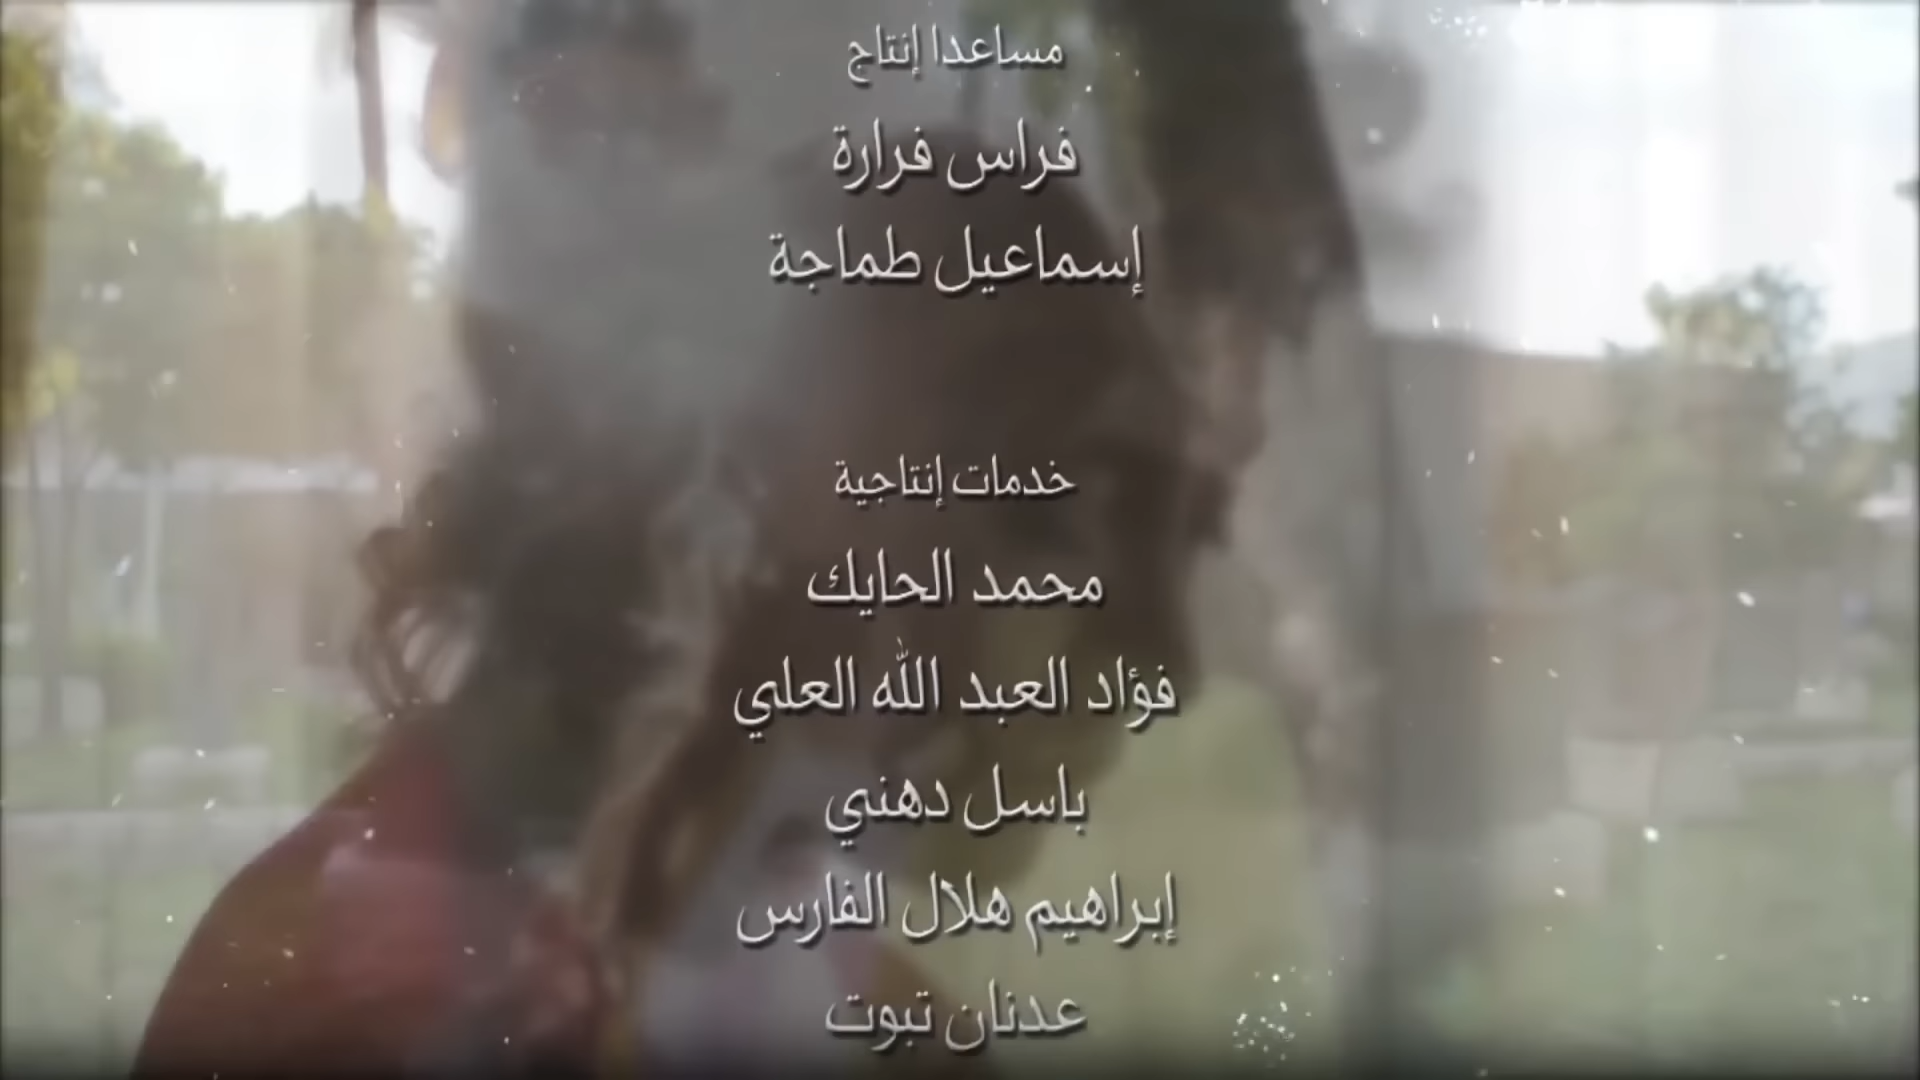 مساعدا إنتاج
فراس فرارة
إسماعيل طماجة
خدمات إنتاجية
محمد الحايك
فؤاد العبد الله العلي
باسل دهني
إبراهيم هلال الفارس
عدنان تبوت